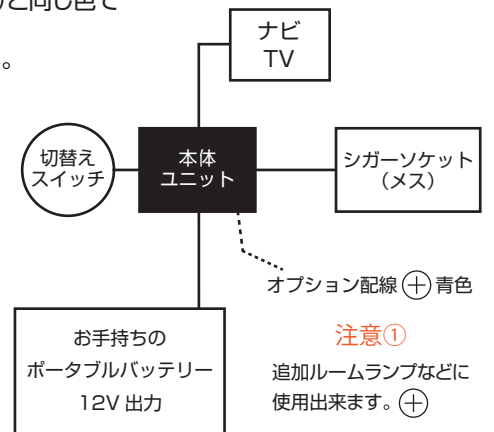 と同じ色で
。
ナビ
TV
切替え
スイッチ
本体
ユニット
シガーソケット
（メス）
オプション配線⊕青色
お手持ちの
ポータブルバッテリー
12V 出力
注意①
追加ルームランプなどに
使用出来ます。⊕